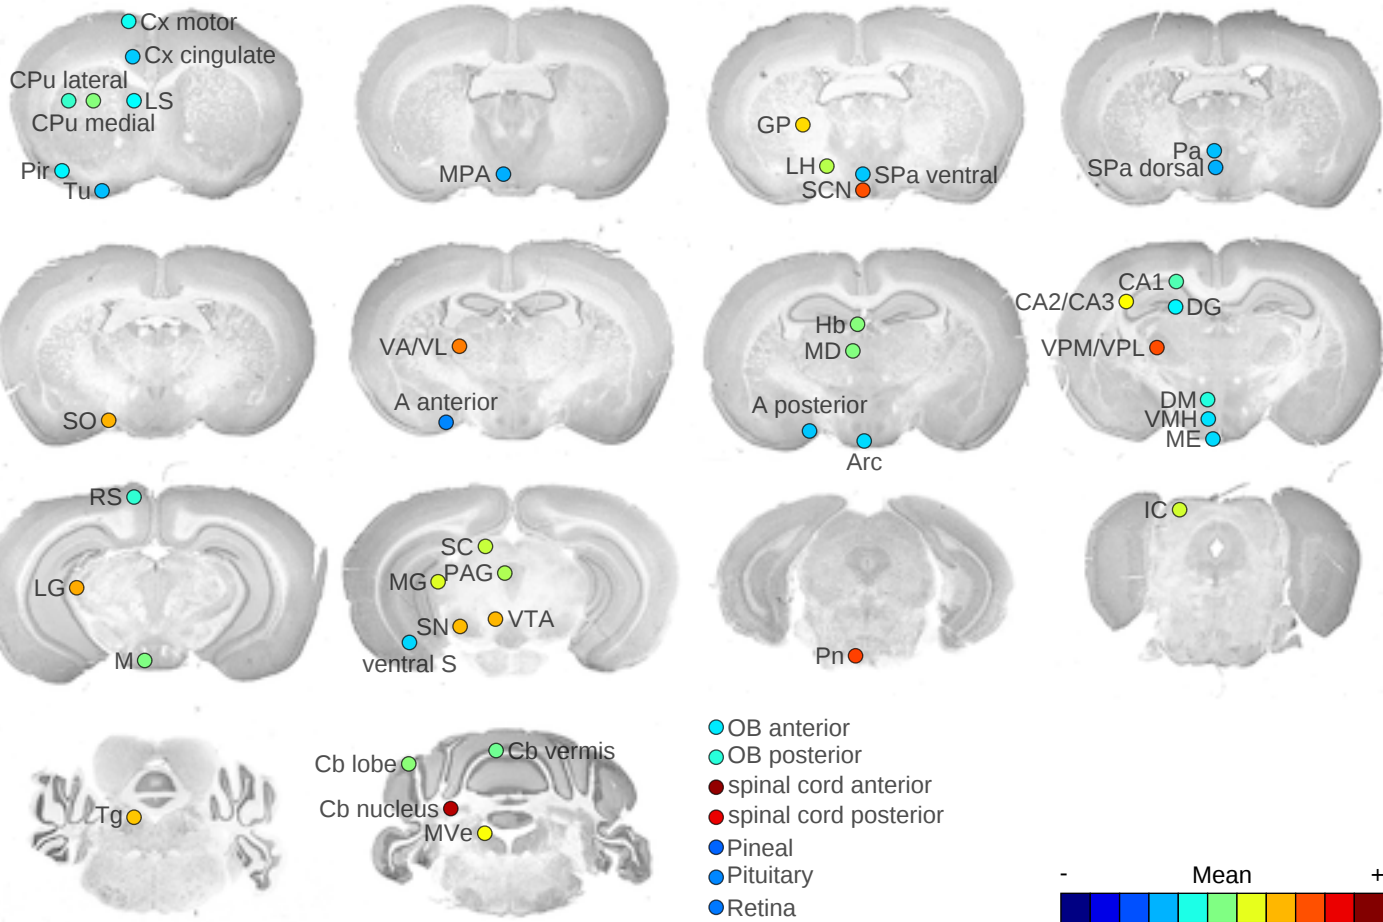 Cx motor
Cx cingulate
CPu lateral
LS
CPu medial
Pir
Tu
MPA
GP
LH
SPa ventral
SCN
Pa
SPa dorsal
SO
VA/VL
A anterior
Hb
MD
A posterior
Arc
CA1
CA2/CA3
DG
VPM/VPL
DM
VMH
ME
RS
LG
M
SC
MG
PAG
SN
VTA
ventral S
Pn
IC
Tg
Cb lobe
Cb vermis
Cb nucleus
MVe
OB anterior
OB posterior
spinal cord anterior
spinal cord posterior
Pineal
Pituitary
Retina
- Mean +